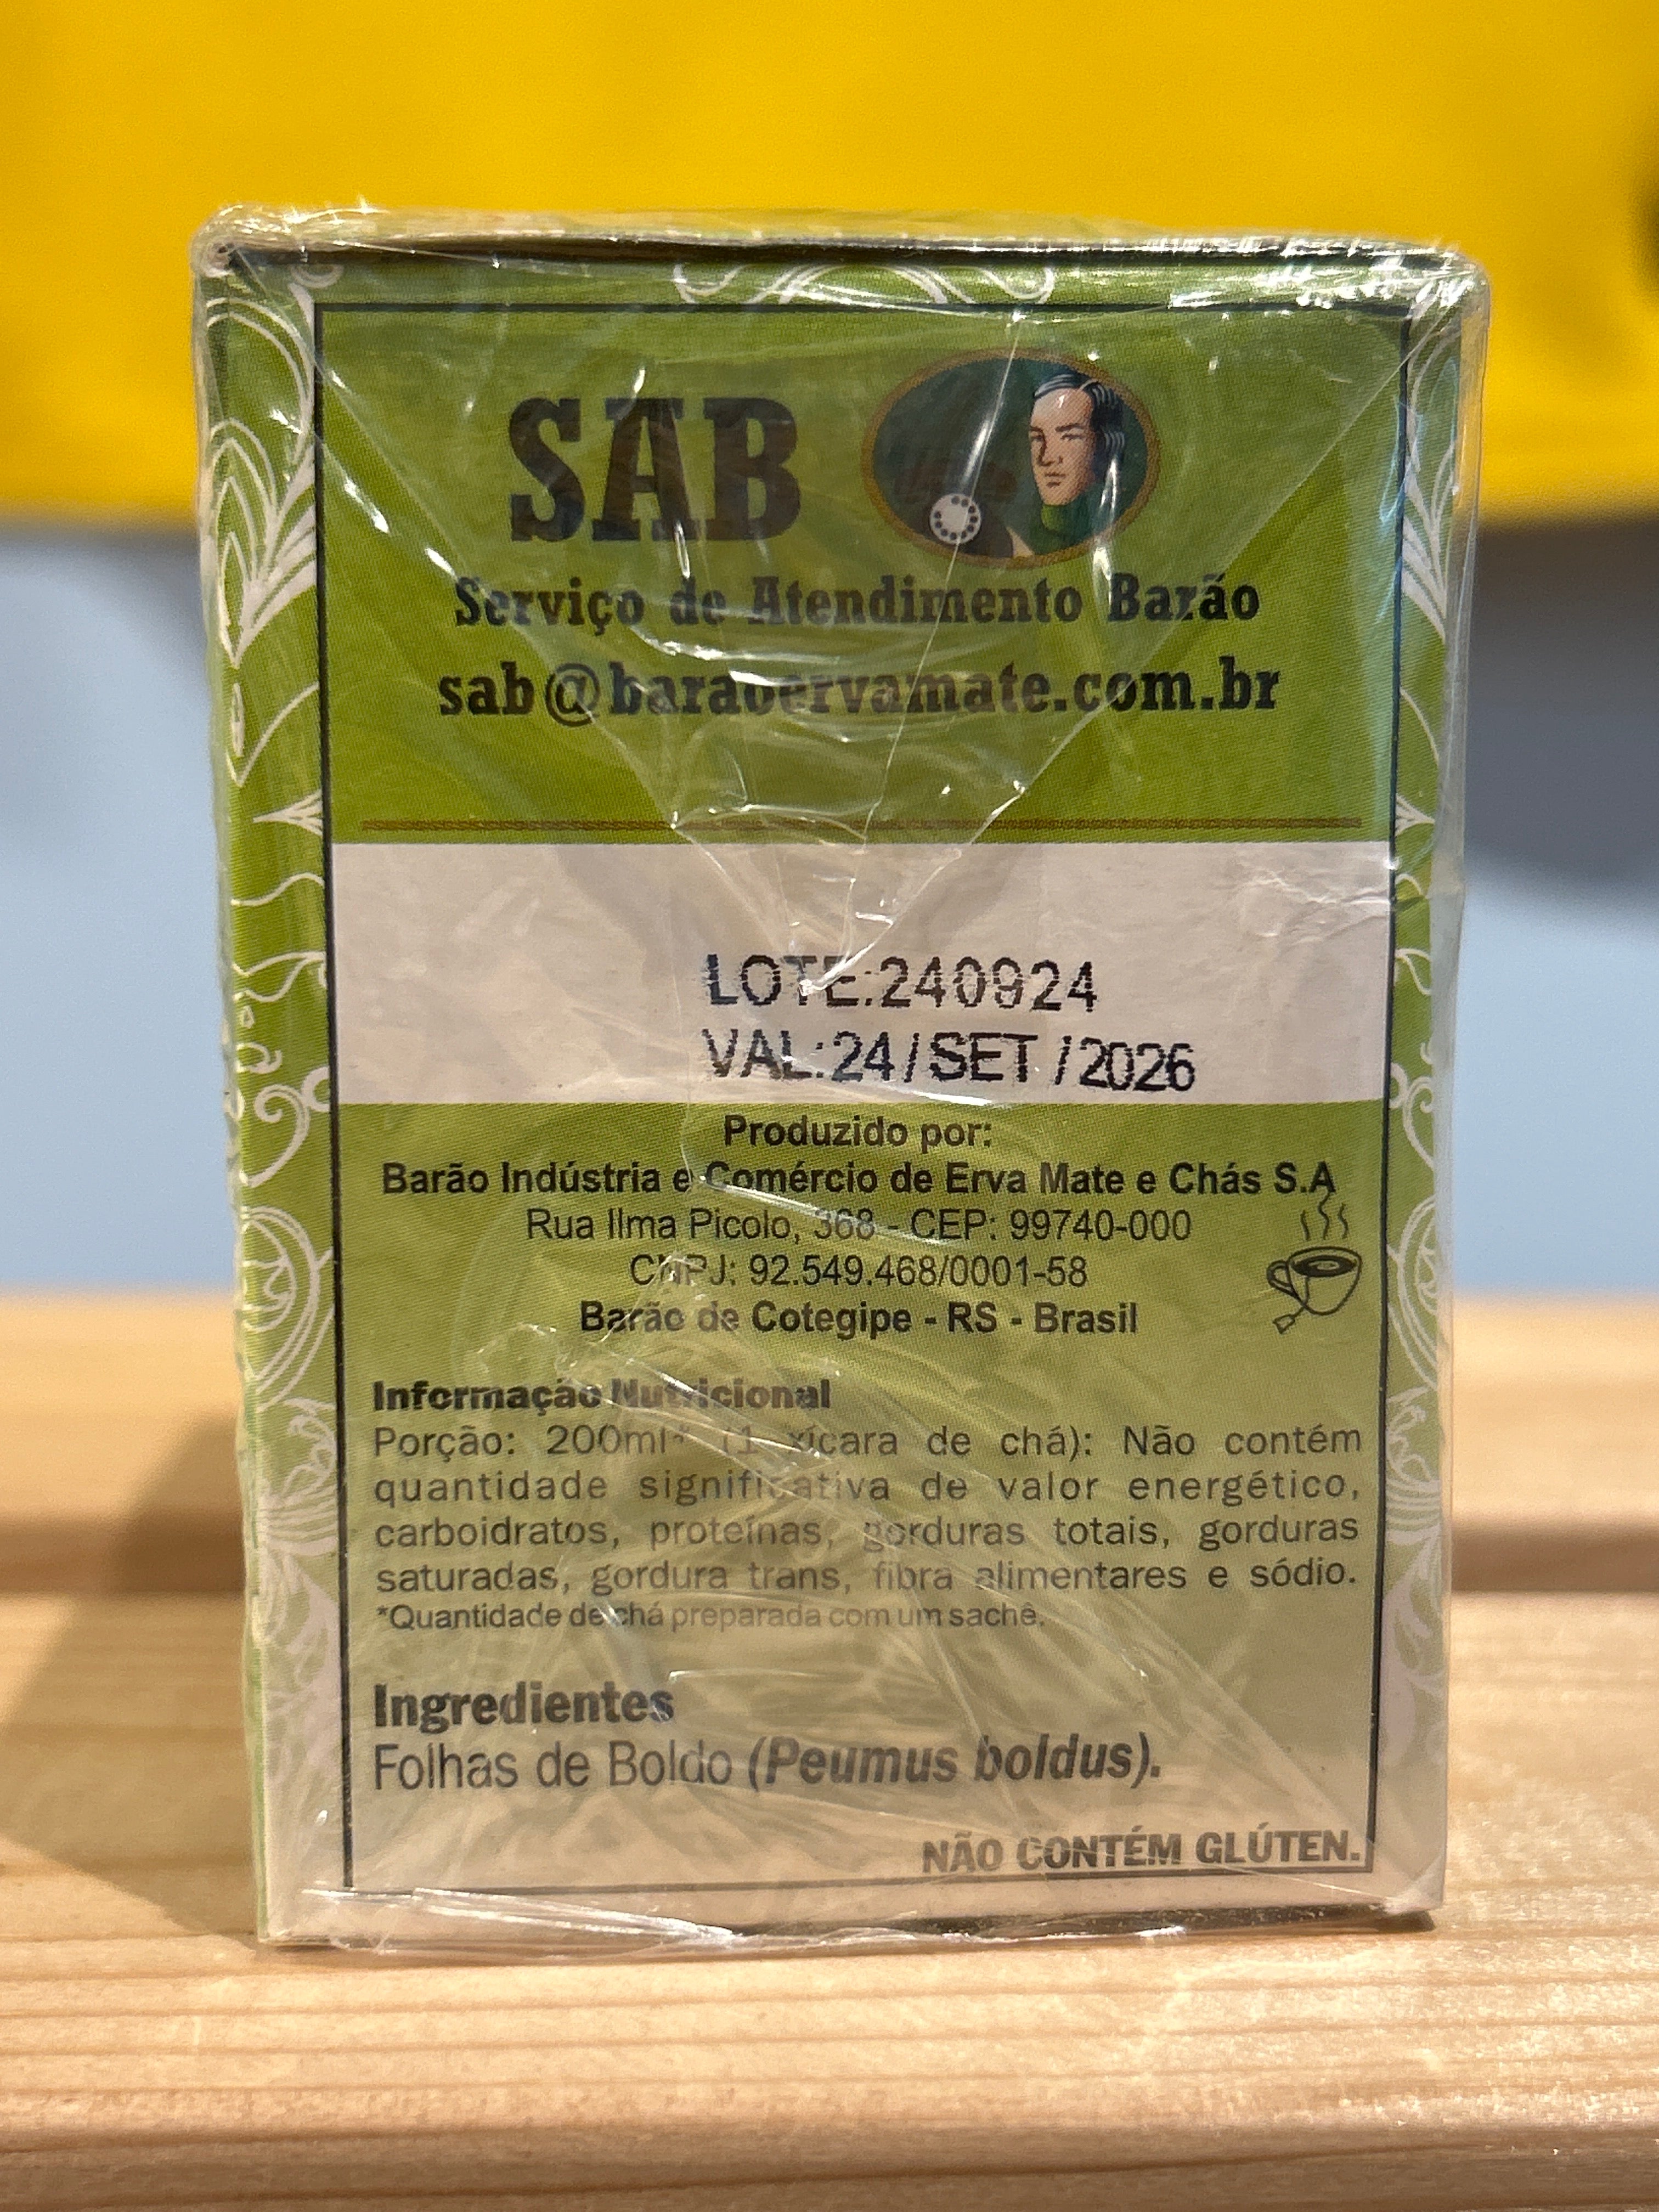 SAB
Serviço de Atendimento Barão
sab@baraoervamate.com.br
LOTE:240924
VAL:24/SET/2026
Produzido por:
Barão Indústria e Comércio de Erva Mate e Chás S.A
Rua Ilma Picolo, 368 - CEP: 99740-000
CNPJ: 92.549.468/0001-58
Barão de Cotegipe - RS - Brasil
Informação Nutricional
Porção: 200ml* (1 xícara de chá): Não contém
quantidade significativa de valor energético,
carboidratos, proteínas, gorduras totais, gorduras
saturadas, gordura trans, fibra alimentares e sódio.
*Quantidade de chá preparada com um sachê.
Ingredientes
Folhas de Boldo (Peumus boldus).
NÃO CONTÉM GLÚTEN.